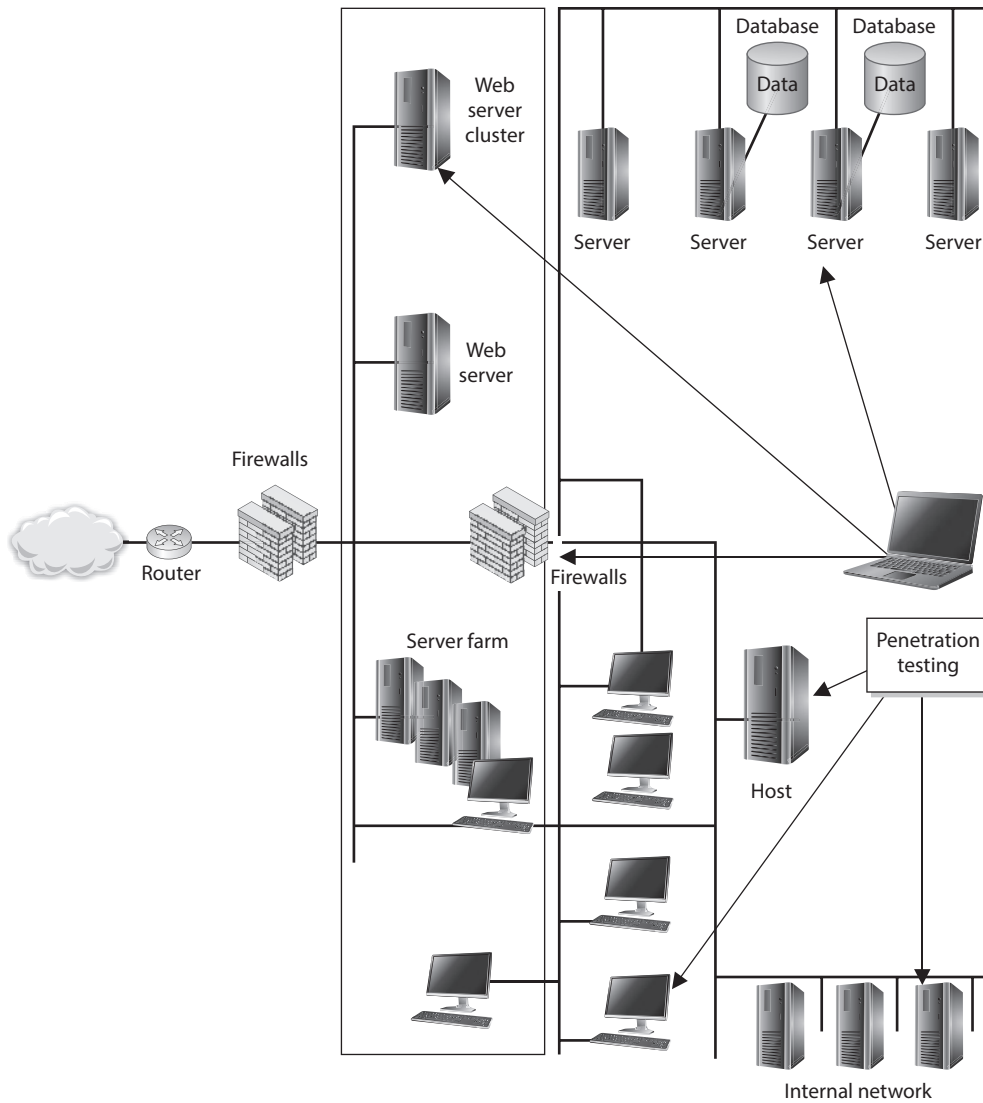 Database
Database
Data
Data
Web
server
cluster
Server
Server
Server
Server
Web
server
Firewalls
Router
Firewalls
Server farm
Penetration
testing
Host
Internal network